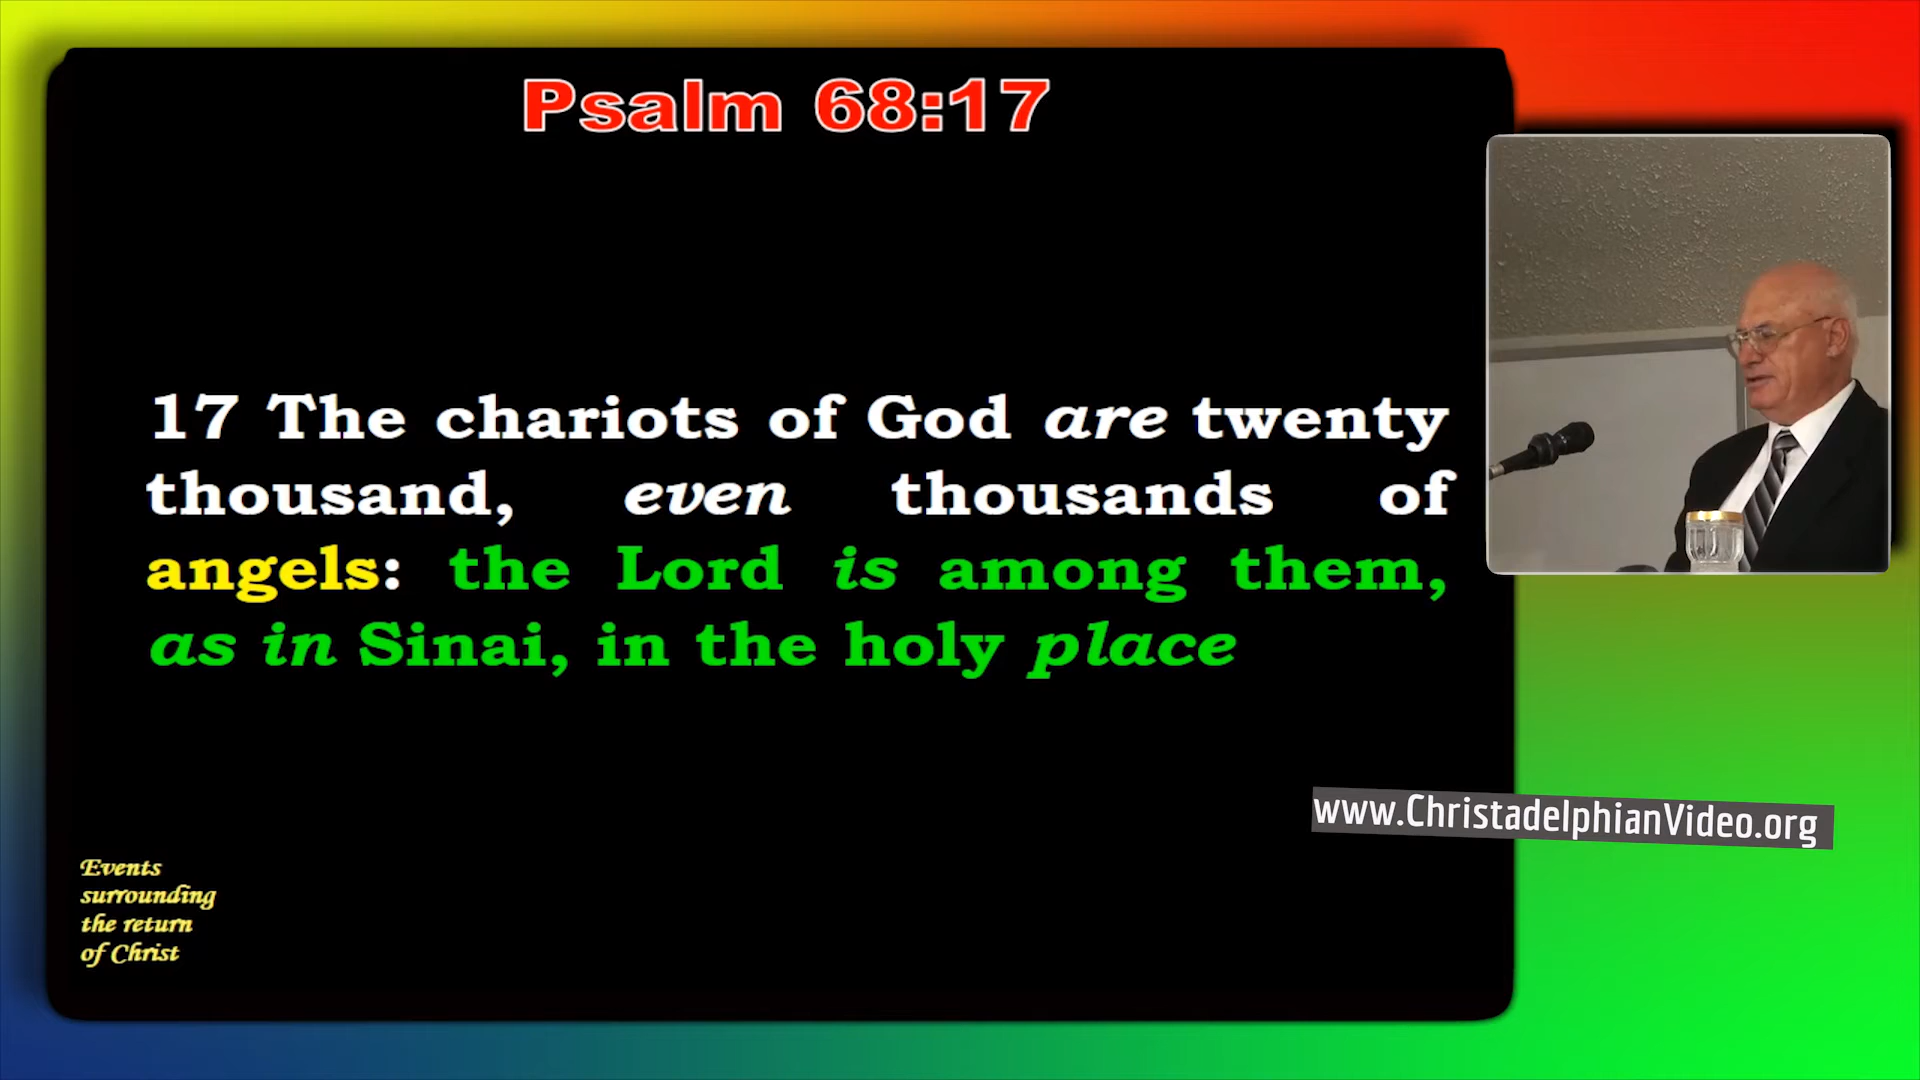 Psalm 68:17
17 The chariots of God are twenty
thousand, even thousands of
angels: the Lord is among them,
as in Sinai, in the holy place
www.ChristadelphianVideo.org
Events
surrounding
the return
of Christ